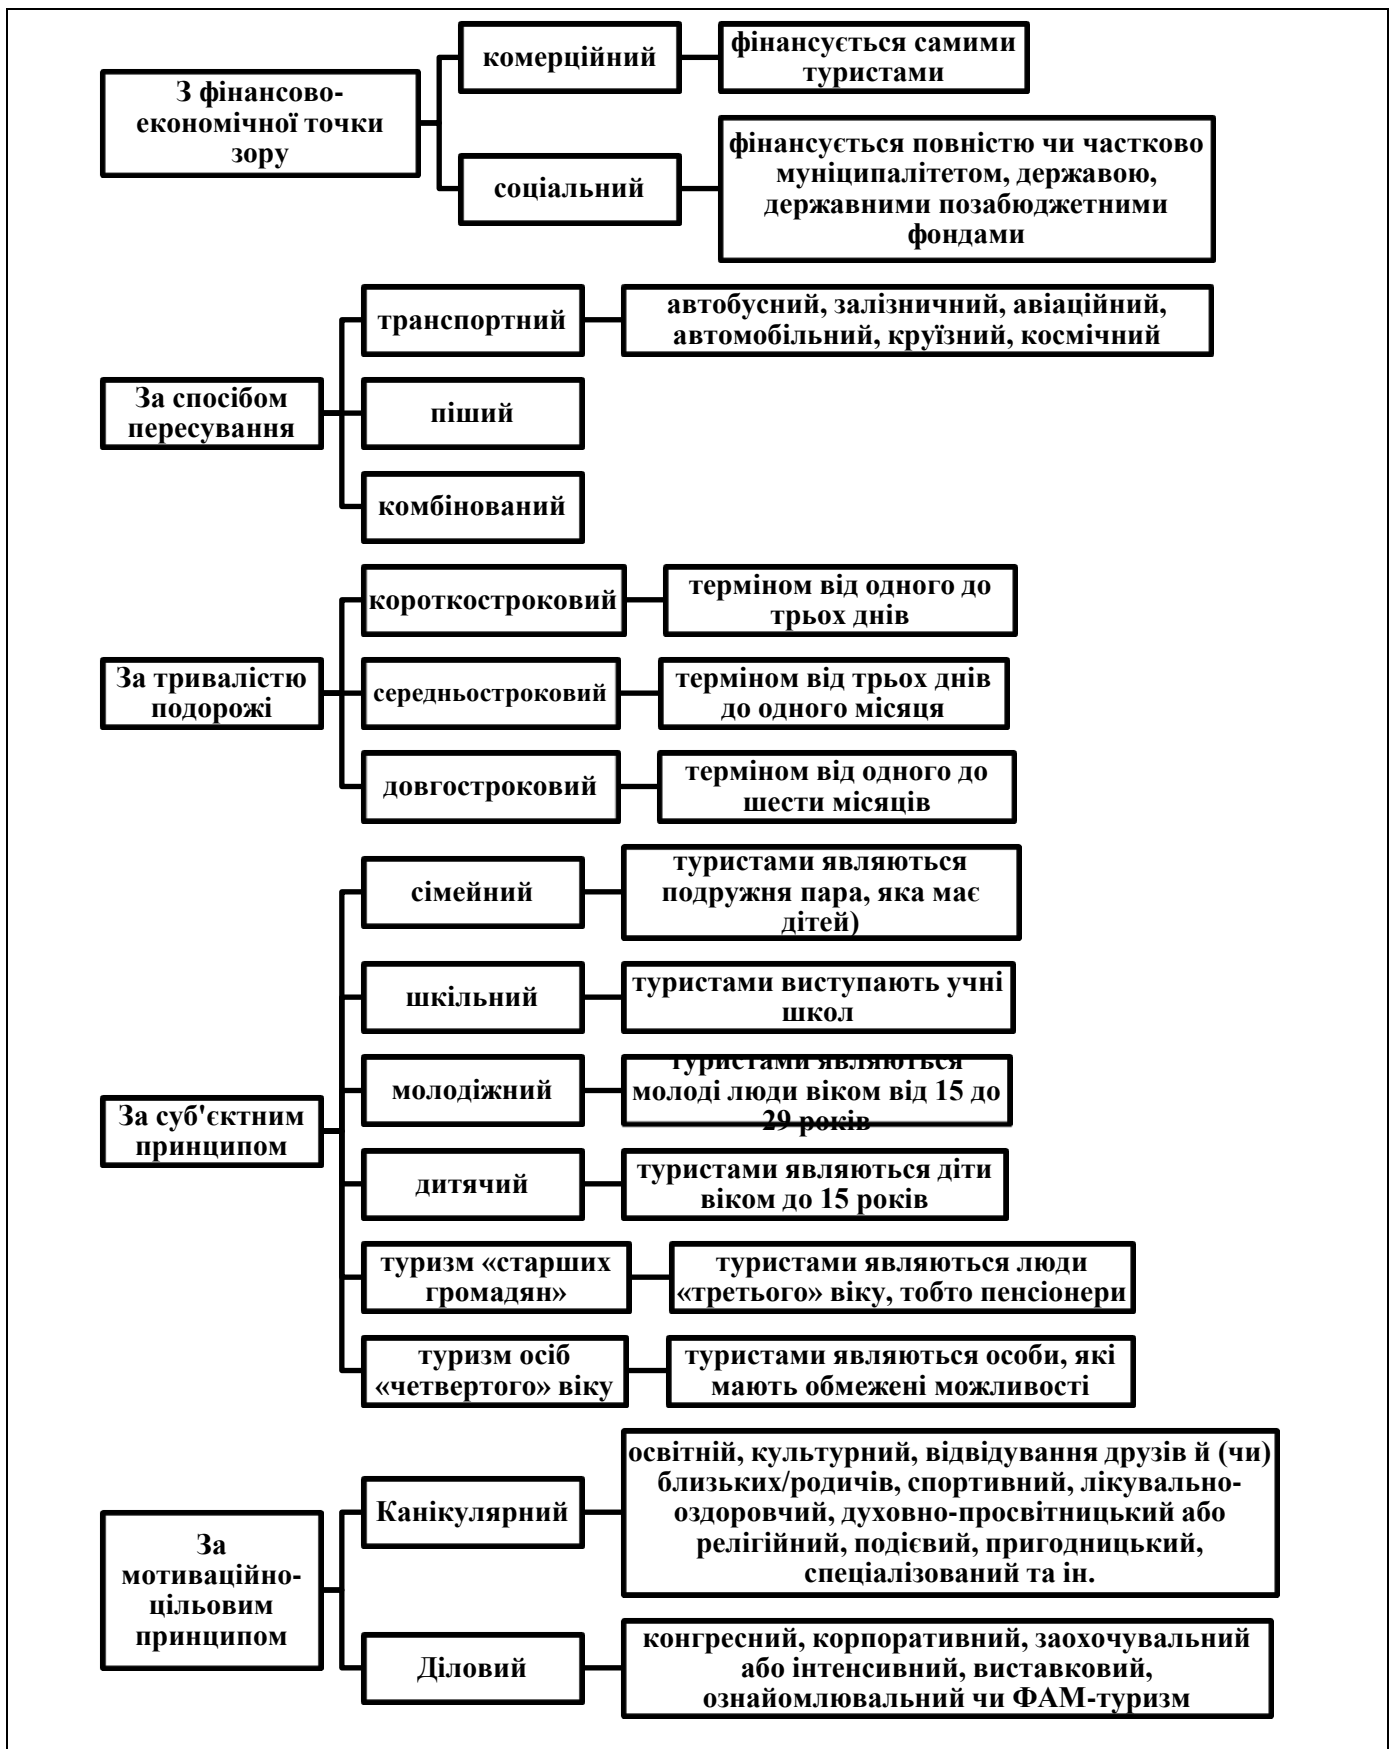 З фінансово-
економічної точки
зору
комерційний
фінансується самими
туристами
соціальний
фінансується повністю чи частково
муніципалітетом, державою,
державними позабюджетними
фондами
За спосібом
пересування
транспортний
автобусний, залізничний, авіаційний,
автомобільний, круїзний, космічний
піший
комбінований
За тривалістю
подорожі
короткостроковий
терміном від одного до
трьох днів
середньостроковий
терміном від трьох днів
до одного місяця
довгостроковий
терміном від одного до
шести місяців
За суб'єктним
принципом
сімейний
туристами являються
подружня пара, яка має
дітей)
шкільний
туристами виступають учні
шкіл
молодіжний
туристами являються
молоді люди віком від 15 до
29 років
дитячий
туристами являються діти
віком до 15 років
туризм «старших
громадян»
туристами являються люди
«третього» віку, тобто пенсіонери
туризм осіб
«четвертого» віку
туристами являються особи, які
мають обмежені можливості
За
мотиваційно-
цільовим
принципом
Канікулярний
освітній, культурний, відвідування друзів й (чи)
близьких/родичів, спортивний, лікувально-
оздоровчий, духовно-просвітницький або
релігійний, подієвий, пригодницький,
спеціалізований та ін.
Діловий
конгресний, корпоративний, заохочувальний
або інтенсивний, виставковий,
ознайомлювальний чи ФАМ-туризм